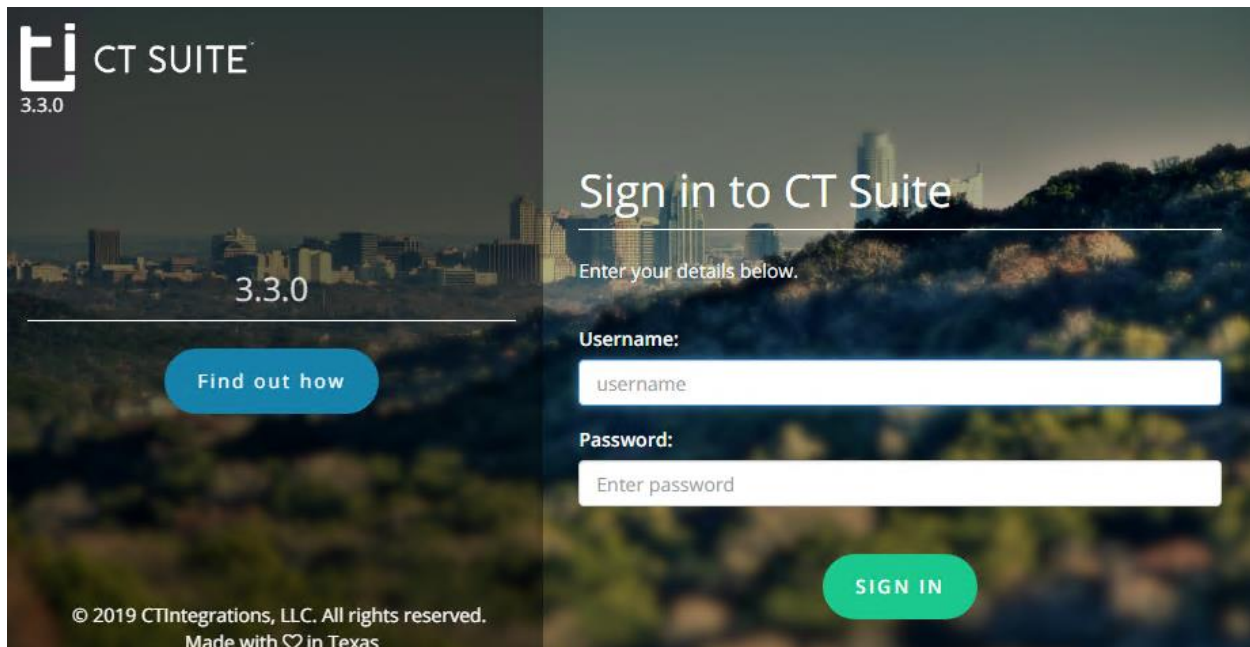 CT SUITE™
3.3.0
3.3.0
Find out how
© 2019 CTIntegrations, LLC. All rights reserved.
Made with ♡ in Texas
Sign in to CT Suite
Enter your details below.
Username:
username
Password:
Enter password
SIGN IN